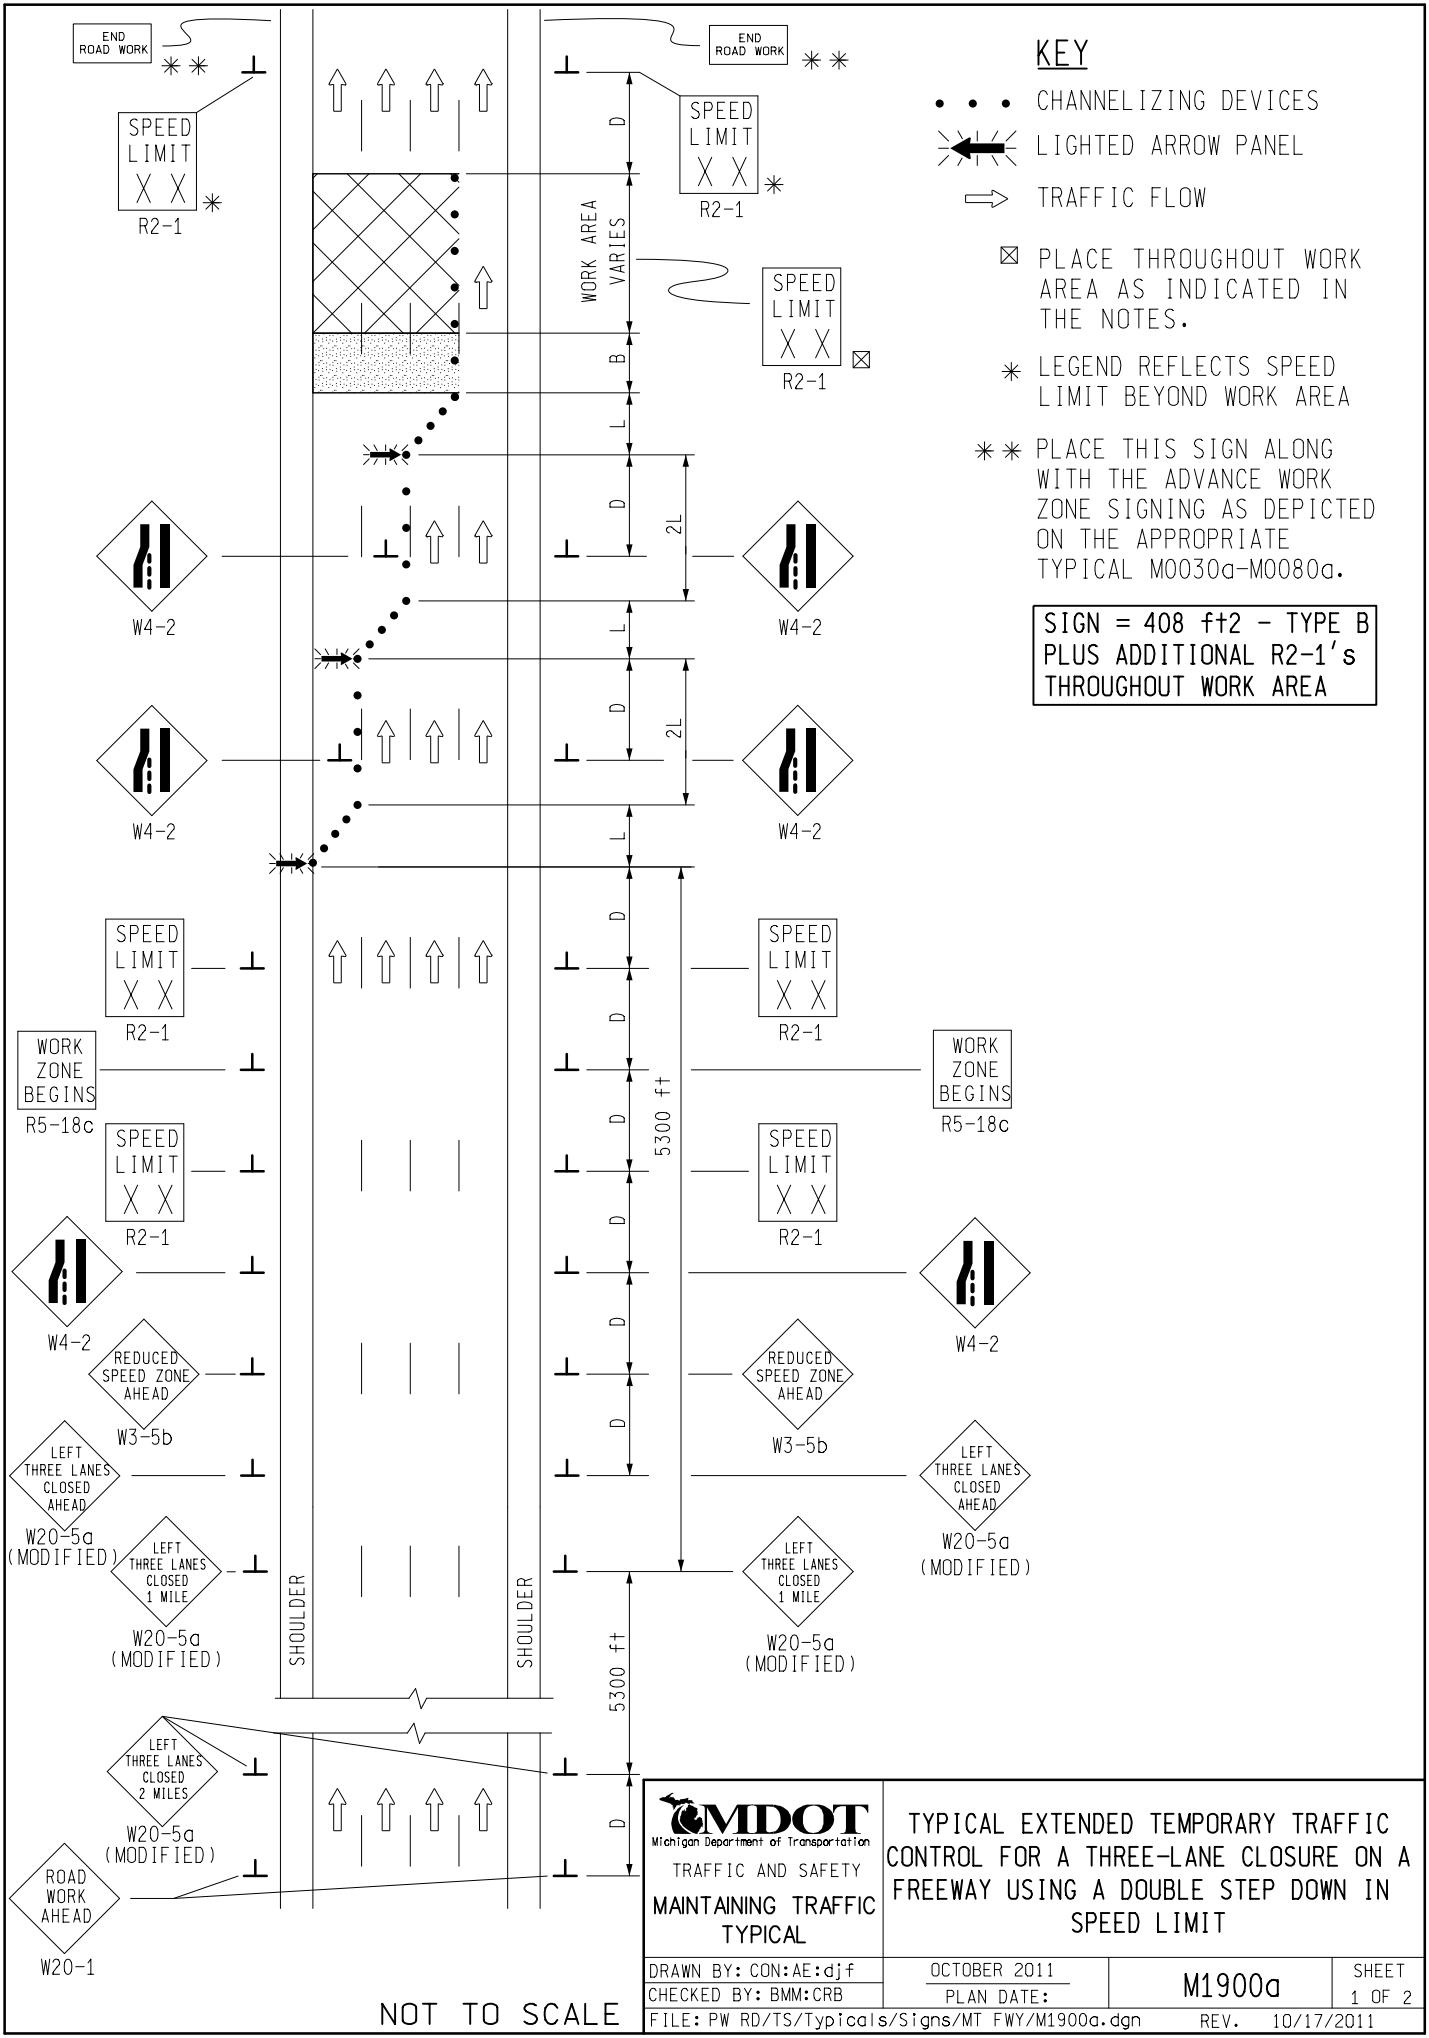 END
ROAD WORK
✳ ✳
END
ROAD WORK
✳ ✳
SPEED
LIMIT
X X
✳
R2-1
D
SPEED
LIMIT
X X
✳
R2-1
WORK AREA
VARIES
SPEED
LIMIT
X X
R2-1
B
L
D
2L
W4-2
W4-2
L
D
2L
W4-2
W4-2
L
D
SPEED
LIMIT
X X
R2-1
SPEED
LIMIT
X X
R2-1
D
WORK
ZONE
BEGINS
R5-18c
WORK
ZONE
BEGINS
R5-18c
D
5300 ft
SPEED
LIMIT
X X
R2-1
SPEED
LIMIT
X X
R2-1
D
W4-2
W4-2
D
REDUCED
SPEED ZONE
AHEAD
W3-5b
REDUCED
SPEED ZONE
AHEAD
W3-5b
D
LEFT
THREE LANES
CLOSED
AHEAD
W20-5a
(MODIFIED)
LEFT
THREE LANES
CLOSED
AHEAD
W20-5a
(MODIFIED)
LEFT
THREE LANES
CLOSED
1 MILE
W20-5a
(MODIFIED)
LEFT
THREE LANES
CLOSED
1 MILE
W20-5a
(MODIFIED)
SHOULDER
SHOULDER
5300 ft
LEFT
THREE LANES
CLOSED
2 MILES
W20-5a
(MODIFIED)
D
ROAD
WORK
AHEAD
W20-1
NOT TO SCALE
KEY
CHANNELIZING DEVICES
LIGHTED ARROW PANEL
TRAFFIC FLOW
PLACE THROUGHOUT WORK
AREA AS INDICATED IN
THE NOTES.
✳ LEGEND REFLECTS SPEED
LIMIT BEYOND WORK AREA
✳ ✳ PLACE THIS SIGN ALONG
WITH THE ADVANCE WORK
ZONE SIGNING AS DEPICTED
ON THE APPROPRIATE
TYPICAL M0030a-M0080a.
SIGN = 408 ft2 - TYPE B
PLUS ADDITIONAL R2-1's
THROUGHOUT WORK AREA
MDOT
Michigan Department of Transportation
TRAFFIC AND SAFETY
MAINTAINING TRAFFIC
TYPICAL
TYPICAL EXTENDED TEMPORARY TRAFFIC
CONTROL FOR A THREE-LANE CLOSURE ON A
FREEWAY USING A DOUBLE STEP DOWN IN
SPEED LIMIT
DRAWN BY: CON:AE:djf
CHECKED BY: BMM:CRB
OCTOBER 2011
PLAN DATE:
M1900a
SHEET
1 OF 2
FILE: PW RD/TS/Typicals/Signs/MT FWY/M1900a.dgn
REV. 10/17/2011